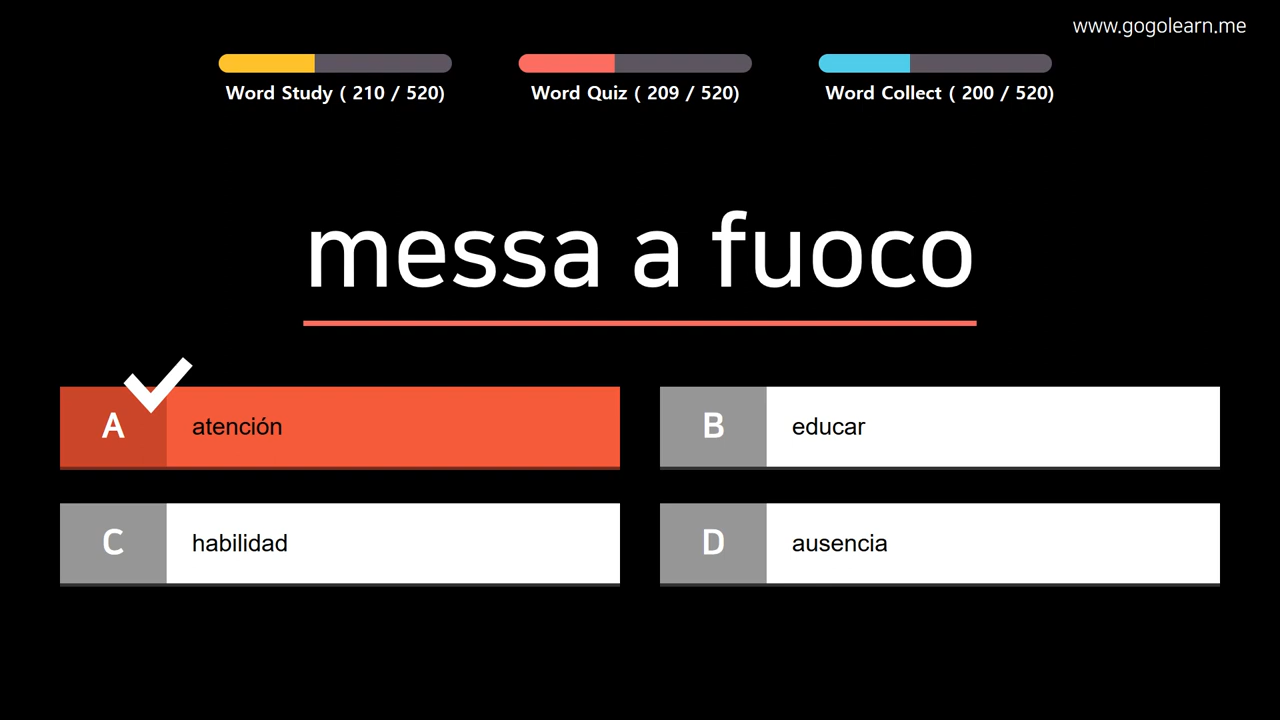 www.gogolearn.me
Word Study ( 210 / 520)
Word Quiz ( 209 / 520)
Word Collect ( 200 / 520)
messa a fuoco
A
atención
B
educar
C
habilidad
D
ausencia